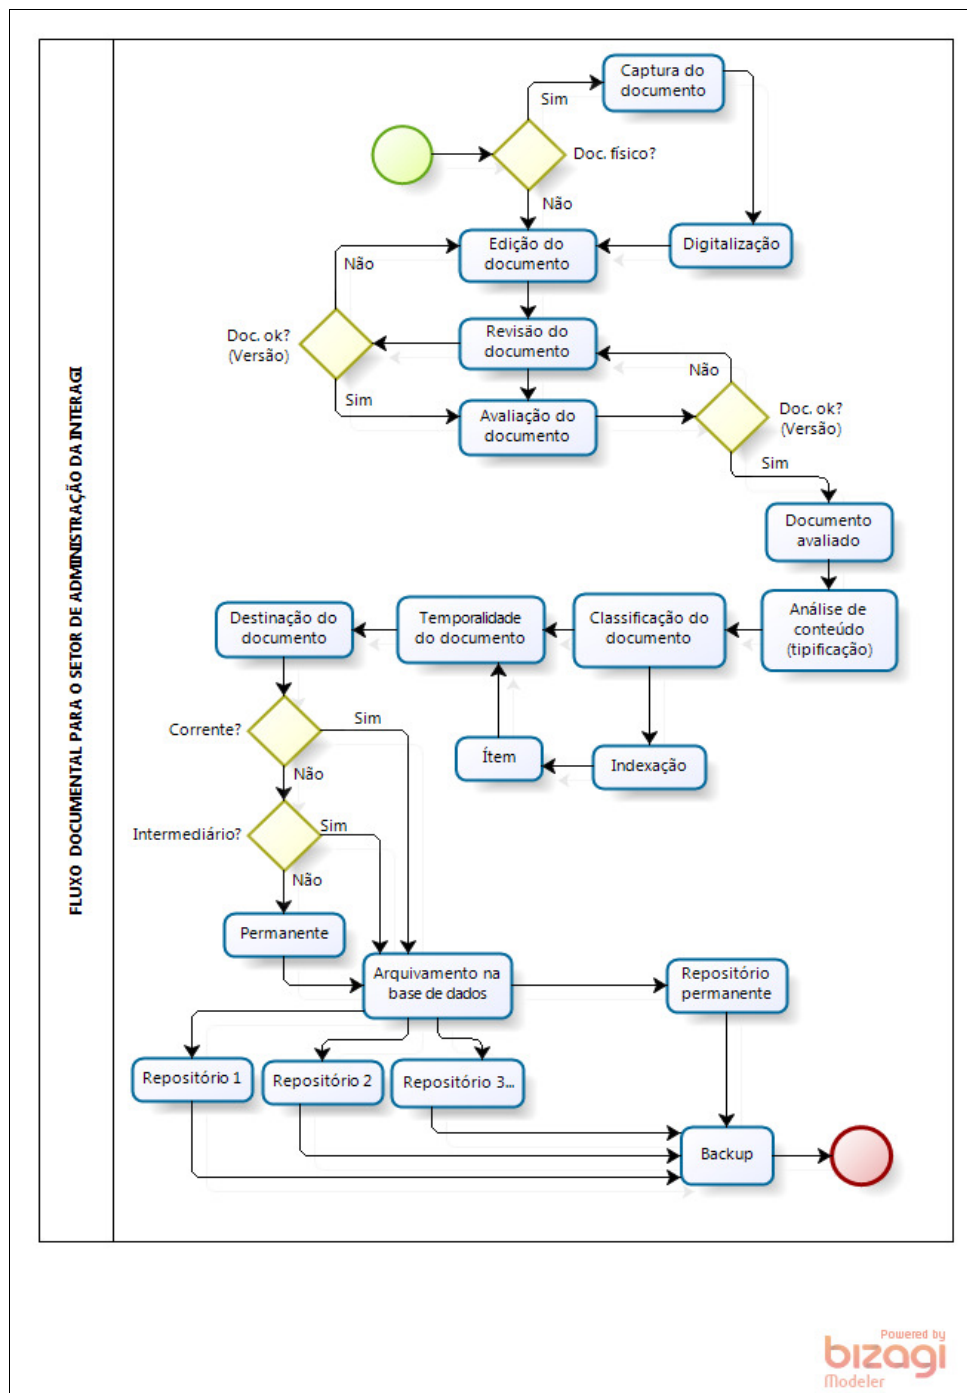 FLUXO DOCUMENTAL PARA O SETOR DE ADMINISTRAÇÃO DA INTERAGI
Captura do
documento
Sim
Doc. físico?
Não
Edição do
documento
Digitalização
Não
Doc. ok?
(Versão)
Revisão do
documento
Não
Sim
Avaliação do
documento
Doc. ok?
(Versão)
Sim
Documento
avaliado
Destinação do
documento
Temporalidade
do documento
Classificação do
documento
Análise de
conteúdo
(tipificação)
Corrente?
Sim
Ítem
Indexação
Não
Intermediário?
Sim
Não
Permanente
Arquivamento na
base de dados
Repositório
permanente
Repositório 1
Repositório 2
Repositório 3...
Backup
Powered by
bizagi
Modeler